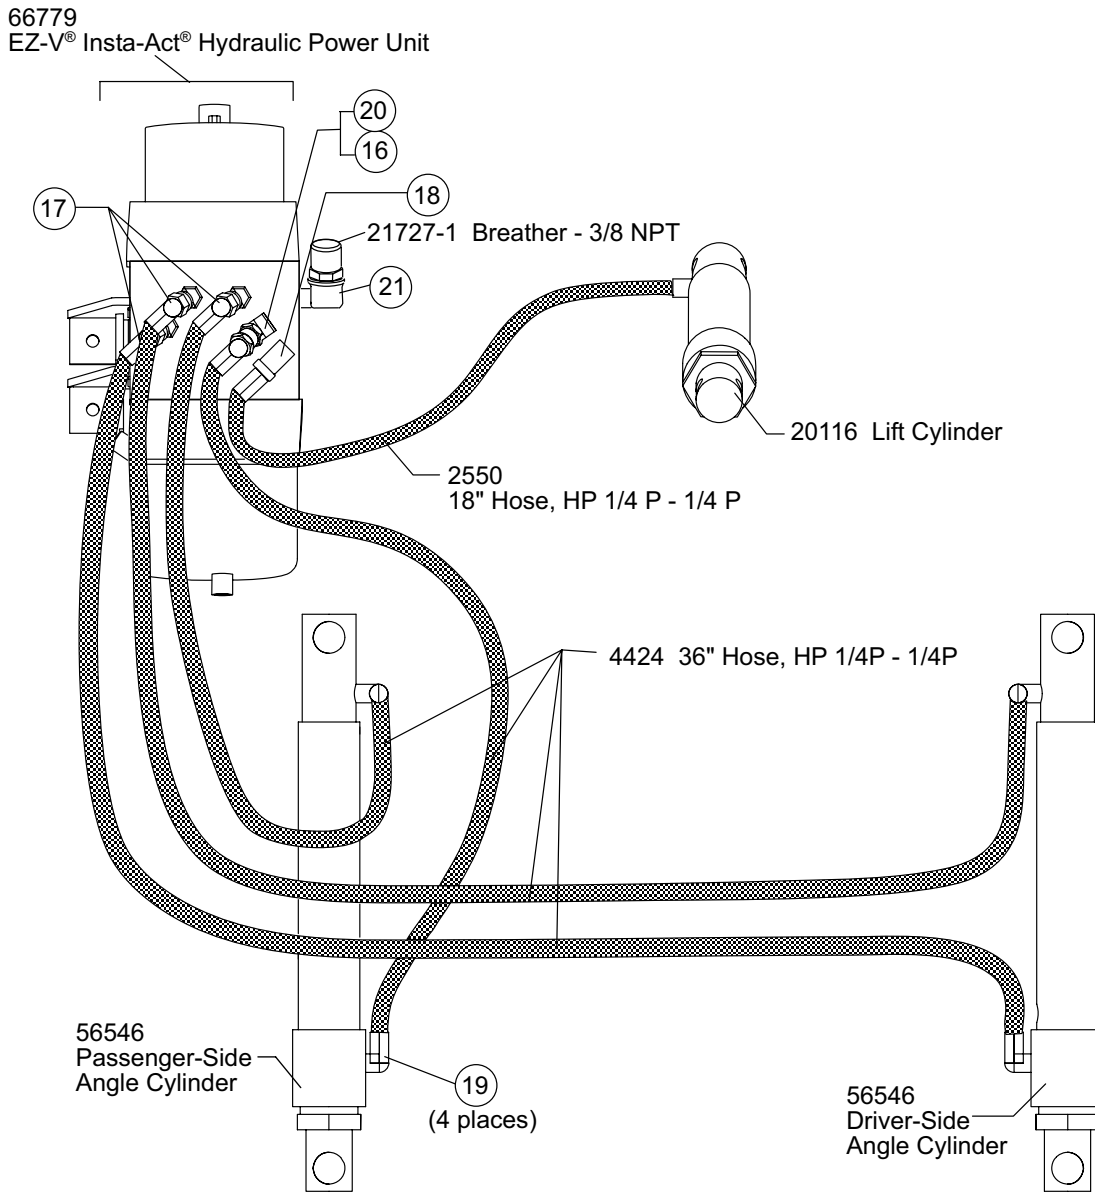 66779
EZ-V® Insta-Act® Hydraulic Power Unit
20
16
18
17
21727-1 Breather - 3/8 NPT
21
20116 Lift Cylinder
2550
18" Hose, HP 1/4 P - 1/4 P
4424 36" Hose, HP 1/4P - 1/4P
56546
Passenger-Side
Angle Cylinder
19
(4 places)
56546
Driver-Side
Angle Cylinder